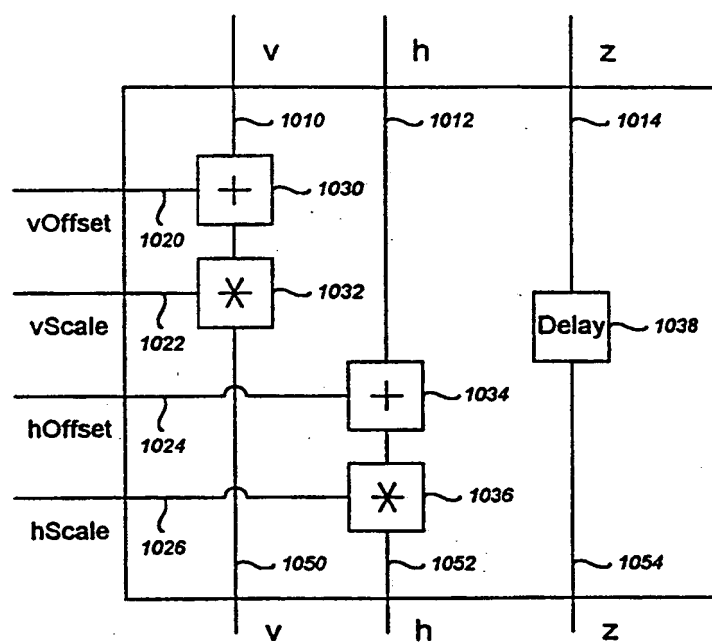 v h z
1010 1012 1014
+ 1030
vOffset 1020
* 1032
vScale 1022
Delay 1038
+ 1034
hOffset 1024
* 1036
hScale 1026
1050 1052 1054
v h z